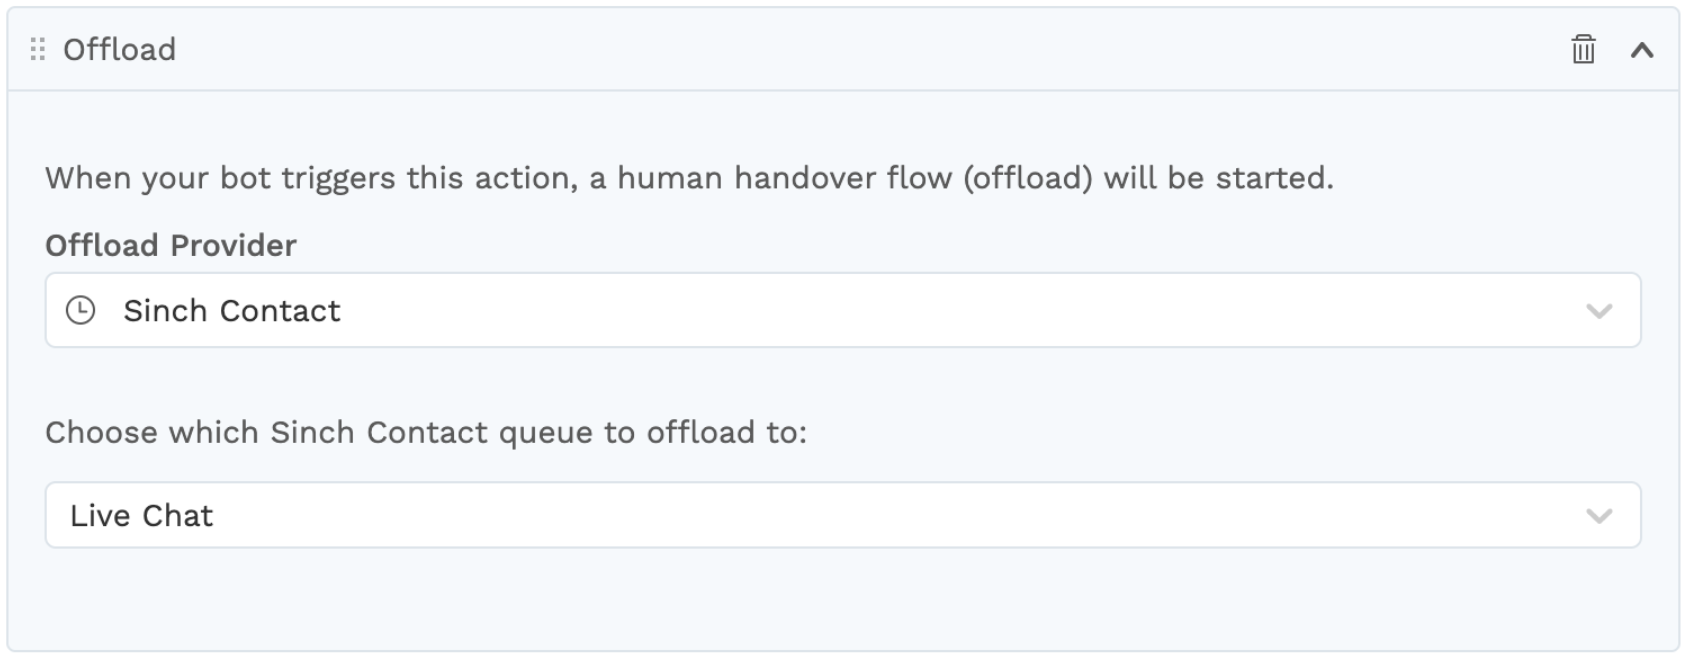 Offload
When your bot triggers this action, a human handover flow (offload) will be started.
Offload Provider
Sinch Contact
Choose which Sinch Contact queue to offload to:
Live Chat